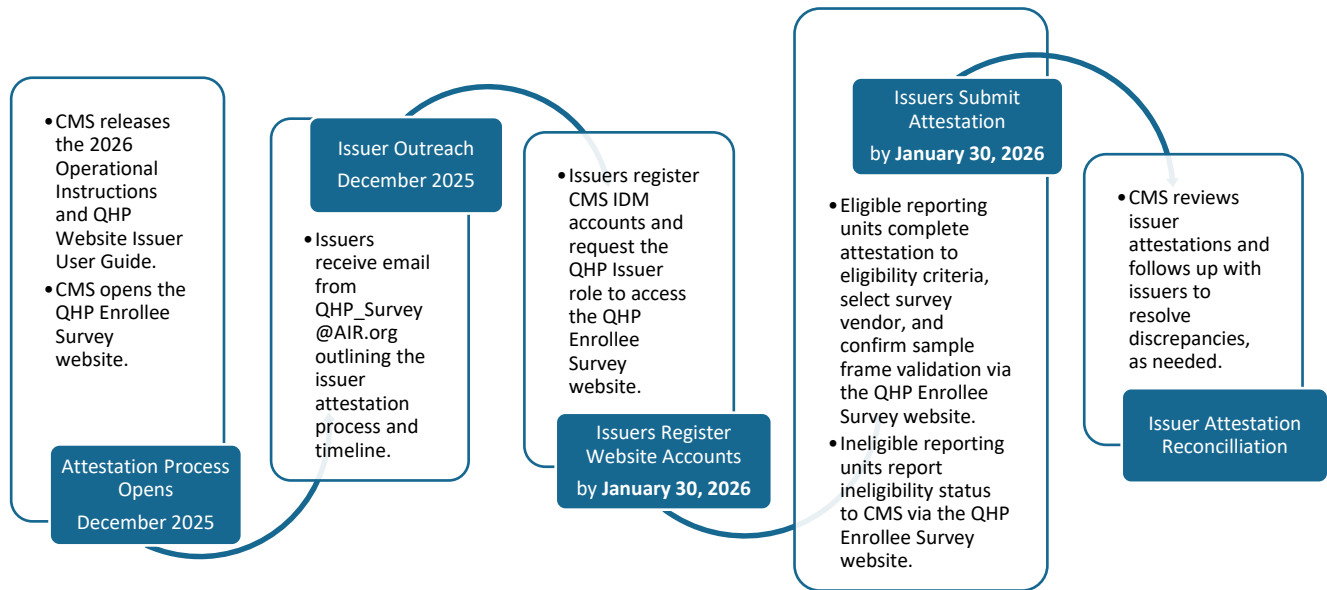 •CMS releases
the 2026
Operational
Instructions
and QHP
Website Issuer
User Guide.
•CMS opens the
QHP Enrollee
Survey
website.
Attestation Process
Opens
December 2025
Issuer Outreach
December 2025
•Issuers
receive email
from
QHP_Survey
@AIR.org
outlining the
issuer
attestation
process and
timeline.
•Issuers register
CMS IDM
accounts and
request the
QHP Issuer
role to access
the QHP
Enrollee
Survey
website.
Issuers Register
Website Accounts
by January 30, 2026
Issuers Submit
Attestation
by January 30, 2026
•Eligible reporting
units complete
attestation to
eligibility criteria,
select survey
vendor, and
confirm sample
frame validation via
the QHP Enrollee
Survey website.
•Ineligible reporting
units report
ineligibility status
to CMS via the QHP
Enrollee Survey
website.
•CMS reviews
issuer
attestations and
follows up with
issuers to
resolve
discrepancies,
as needed.
Issuer Attestation
Reconcilliation